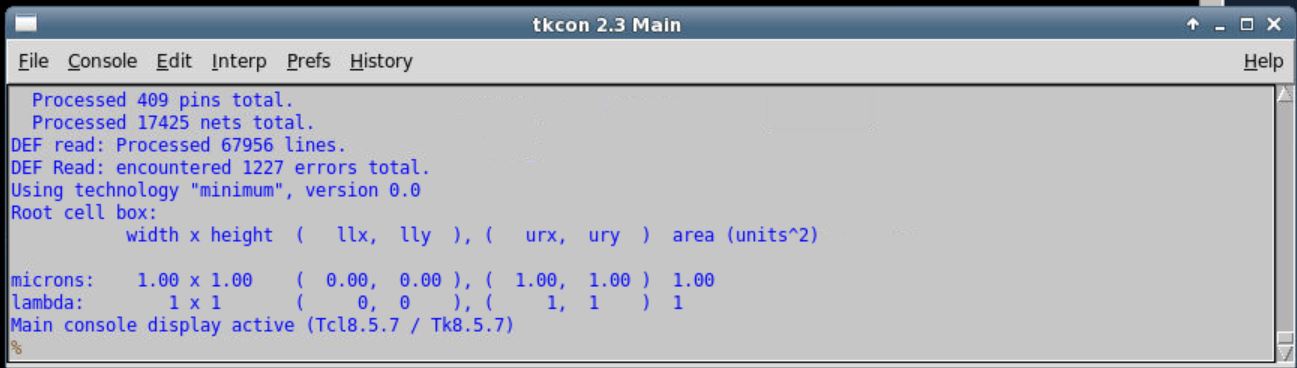 tkcon 2.3 Main
File Console Edit Interp Prefs History Help
Processed 409 pins total.
Processed 17425 nets total.
DEF read: Processed 67956 lines.
DEF Read: encountered 1227 errors total.
Using technology "minimum", version 0.0
Root cell box:
width x height ( llx, lly ), ( urx, ury ) area (units^2)
microns: 1.00 x 1.00 ( 0.00, 0.00 ), ( 1.00, 1.00 ) 1.00
lambda: 1 x 1 ( 0, 0 ), ( 1, 1 ) 1
Main console display active (Tcl8.5.7 / Tk8.5.7)
%